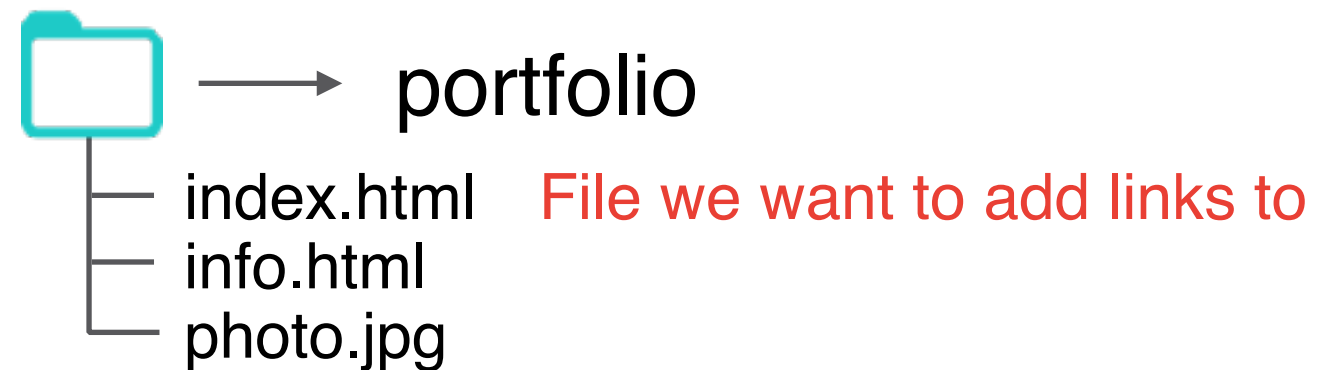 portfolio
index.html File we want to add links to
info.html
photo.jpg